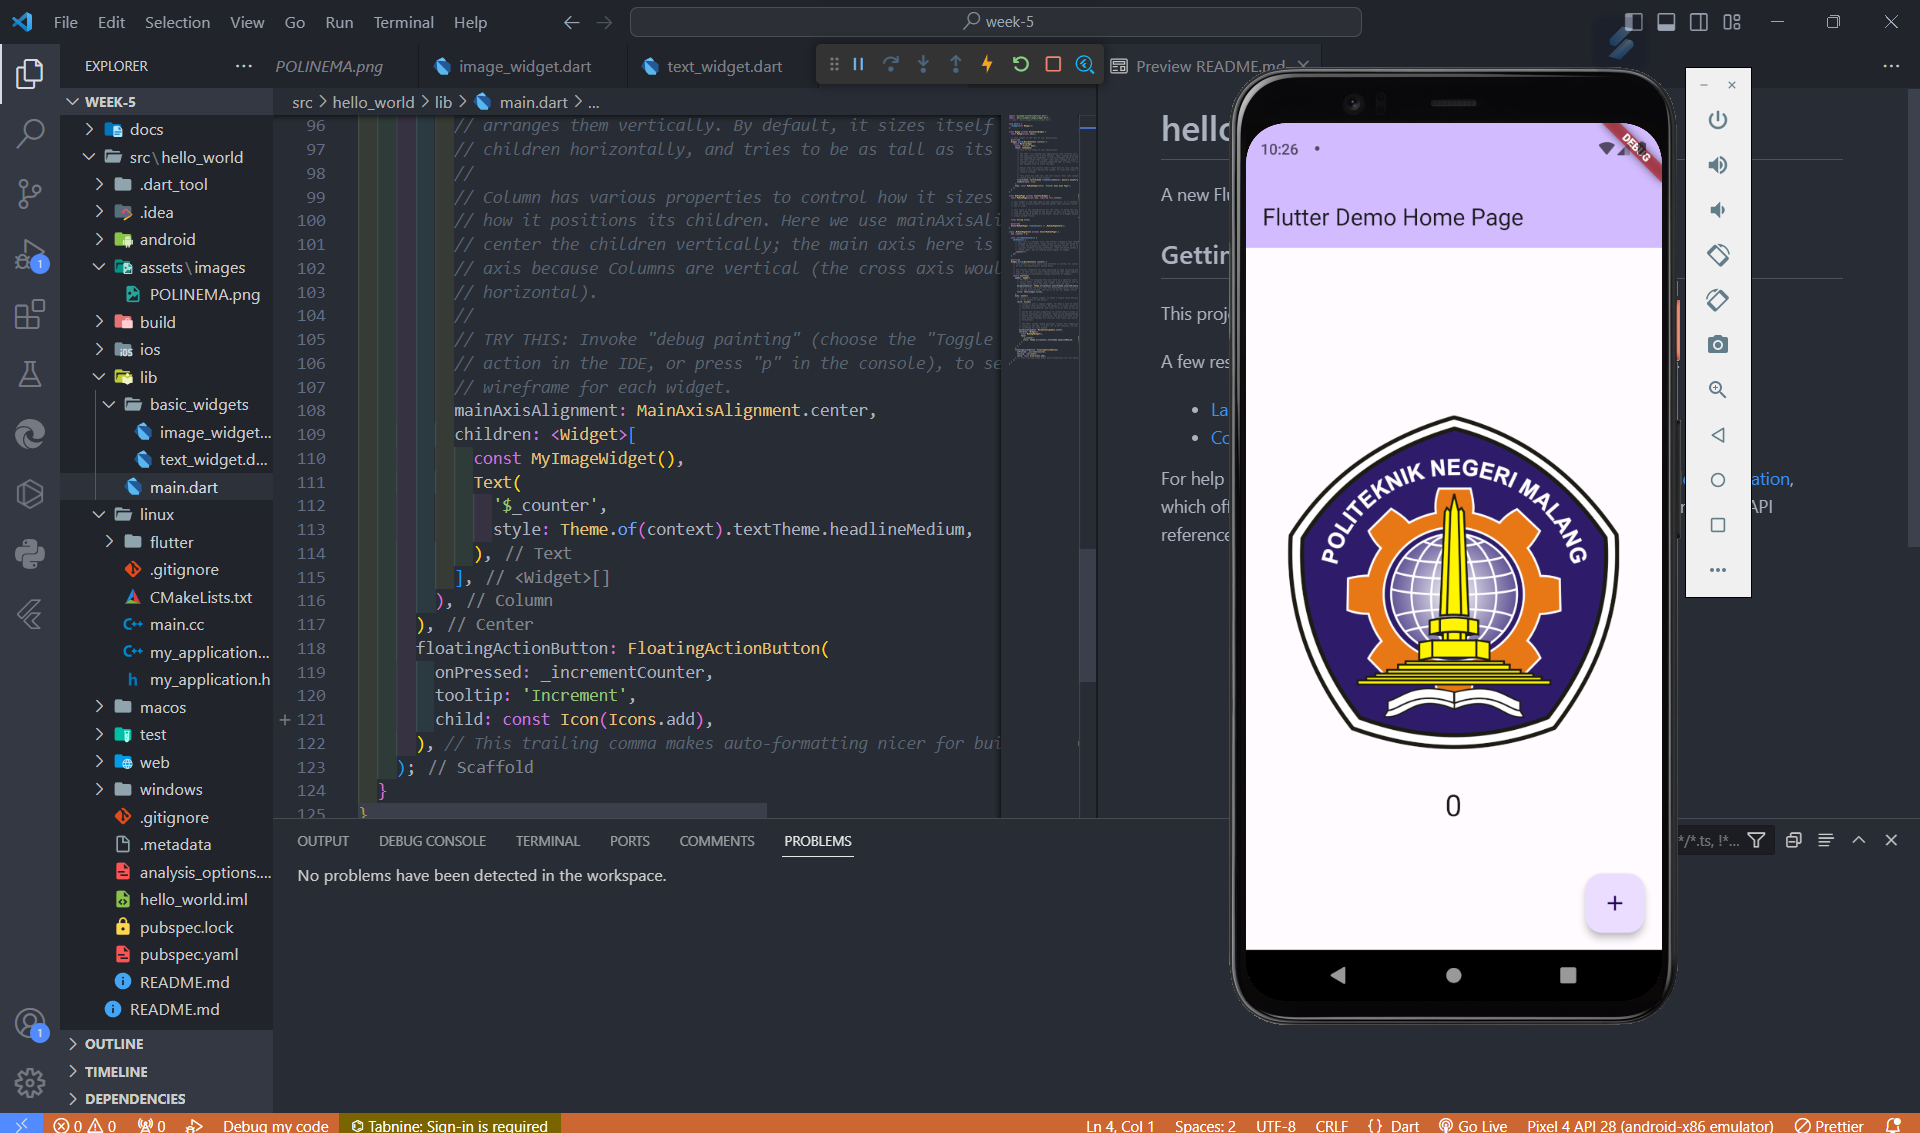 File Edit Selection View Go Run Terminal Help
week-5
EXPLORER
POLINEMA.png
image_widget.dart
text_widget.dart
Preview README.md
WEEK-5
docs
src\hello_world
.dart_tool
.idea
android
assets\images
POLINEMA.png
build
ios
lib
basic_widgets
image_widget...
text_widget.d...
main.dart
linux
flutter
.gitignore
CMakeLists.txt
main.cc
my_application...
my_application.h
macos
test
web
windows
.gitignore
.metadata
analysis_options....
hello_world.iml
pubspec.lock
pubspec.yaml
README.md
README.md
OUTLINE
TIMELINE
DEPENDENCIES
src > hello_world > lib > main.dart > ...
96 // arranges them vertically. By default, it sizes itself
97 // children horizontally, and tries to be as tall as its
98 //
99 // Column has various properties to control how it sizes
100 // how it positions its children. Here we use mainAxisAli
101 // center the children vertically; the main axis here is
102 // axis because Columns are vertical (the cross axis wou
103 // horizontal).
104 //
105 // TRY THIS: Invoke "debug painting" (choose the "Toggle
106 // action in the IDE, or press "p" in the console), to se
107 // wireframe for each widget.
108 mainAxisAlignment: MainAxisAlignment.center,
109 children: <Widget>[
110 const MyImageWidget(),
111 Text(
112 '$_counter',
113 style: Theme.of(context).textTheme.headlineMedium,
114 ), // Text
115 ], // <Widget>[]
116 ), // Column
117 ), // Center
118 floatingActionButton: FloatingActionButton(
119 onPressed: _incrementCounter,
120 tooltip: 'Increment',
121 child: const Icon(Icons.add),
122 ), // This trailing comma makes auto-formatting nicer for bui
123 ); // Scaffold
124 }
125 }
hello
A new Fl
Getti
This proj
A few res
La
Co
For help
ation,
which of
API
reference
10:26
DEBUG
Flutter Demo Home Page
POLITEKNIK NEGERI MALANG
0
+
OUTPUT DEBUG CONSOLE TERMINAL PORTS COMMENTS PROBLEMS
*/*.ts, !*...
No problems have been detected in the workspace.
1
1
0 0 0 Debug my code Tabnine: Sign-in is required
Ln 4, Col 1 Spaces: 2 UTF-8 CRLF {} Dart Go Live Pixel 4 API 28 (android-x86 emulator) Prettier